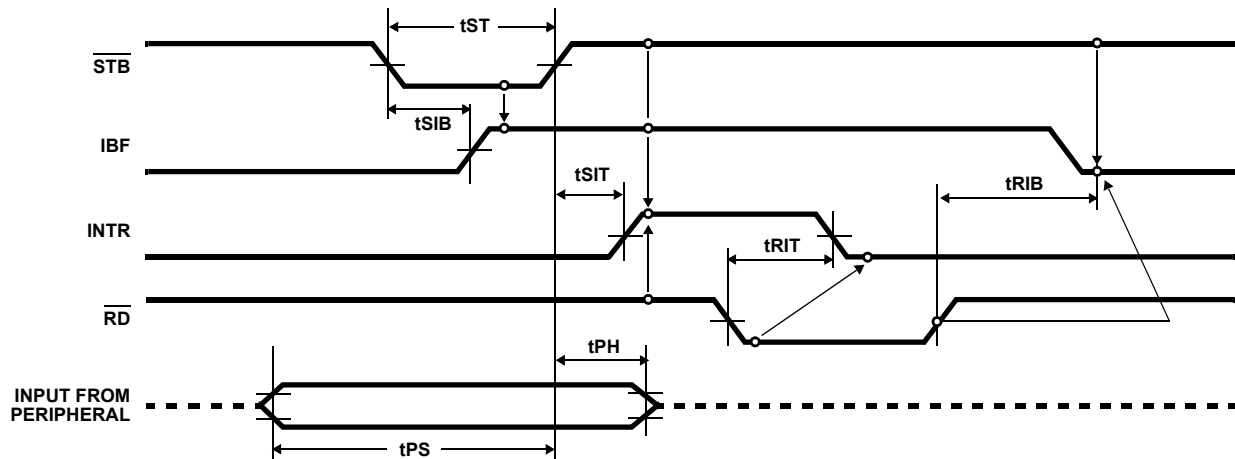 tST
STB
tSIB
IBF
tSIT
tRIB
INTR
tRIT
RD
tPH
INPUT FROM
PERIPHERAL
tPS